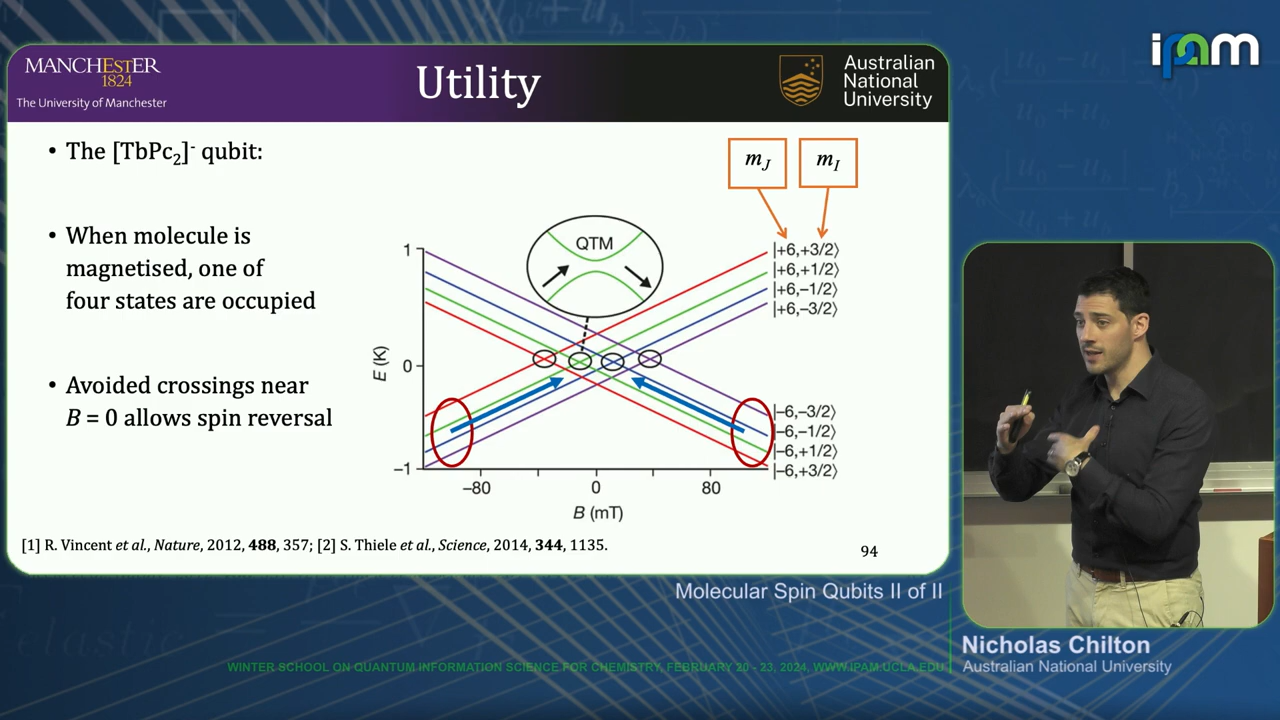 MANCHESTER
1824
The University of Manchester
Utility
Australian
National
University
ipam
• The [TbPc₂]⁻ qubit:
• When molecule is
magnetised, one of
four states are occupied
• Avoided crossings near
B = 0 allows spin reversal
mJ
mI
QTM
|+6,+3/2⟩
|+6,+1/2⟩
|+6,−1/2⟩
|+6,−3/2⟩
|−6,−3/2⟩
|−6,−1/2⟩
|−6,+1/2⟩
|−6,+3/2⟩
1
0
−1
E (K)
−80
0
80
B (mT)
[1] R. Vincent et al., Nature, 2012, 488, 357; [2] S. Thiele et al., Science, 2014, 344, 1135.
94
Molecular Spin Qubits II of II
Nicholas Chilton
Australian National University
WINTER SCHOOL ON QUANTUM INFORMATION SCIENCE FOR CHEMISTRY, FEBRUARY 20 - 23, 2024, WWW.IPAM.UCLA.EDU
elastic